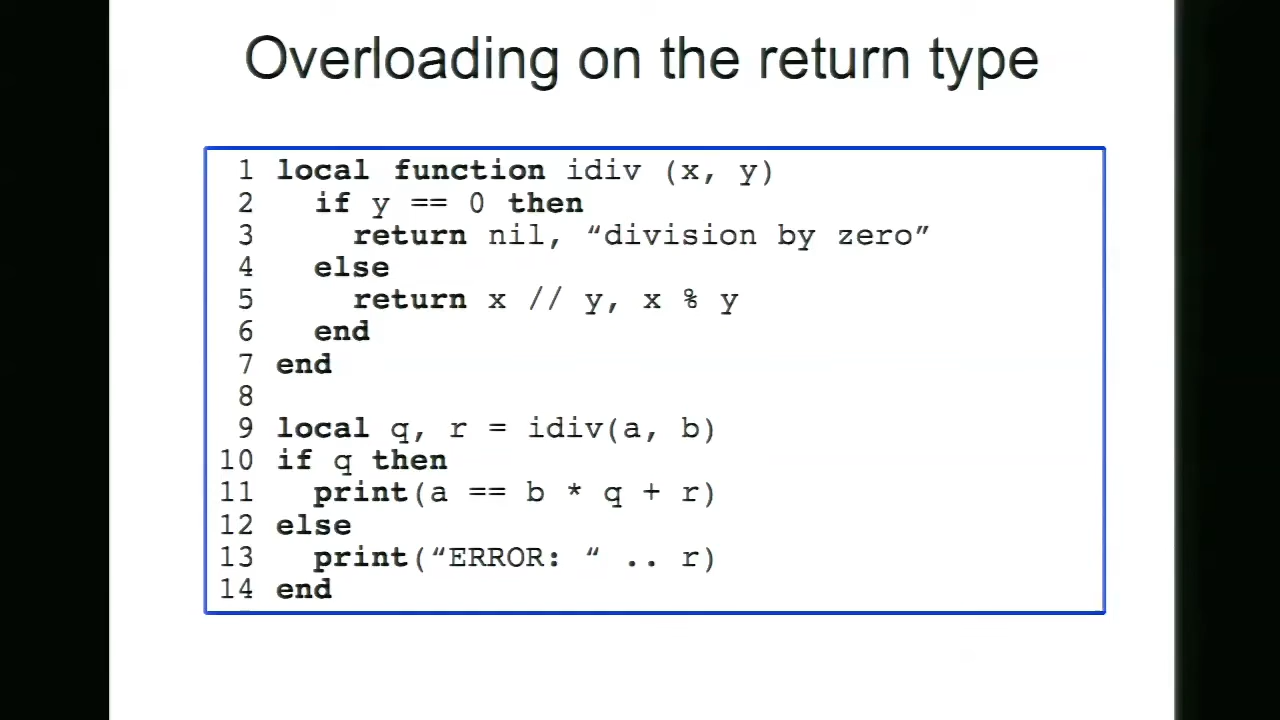 Overloading on the return type
1 local function idiv (x, y)
2   if y == 0 then
3     return nil, “division by zero”
4   else
5     return x // y, x % y
6   end
7 end
8
9 local q, r = idiv(a, b)
10 if q then
11   print(a == b * q + r)
12 else
13   print(“ERROR: “ .. r)
14 end